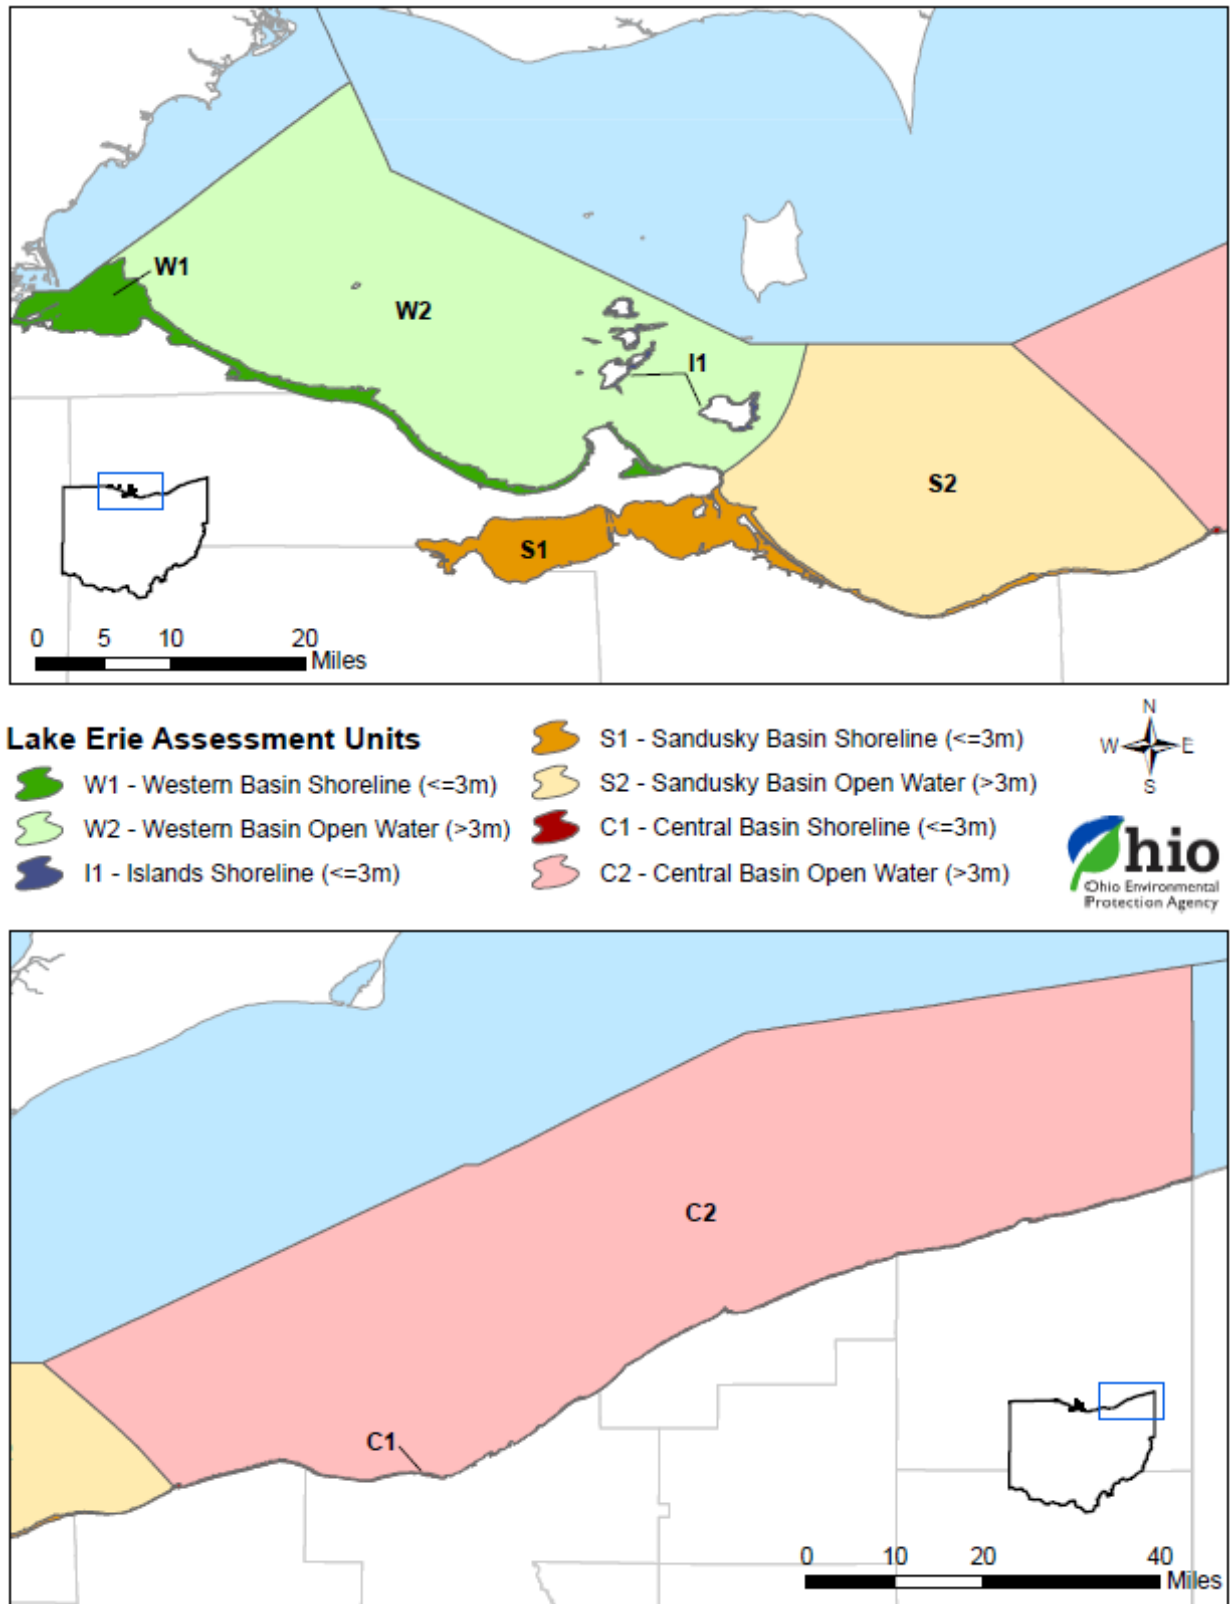 W1
W2
I1
S2
S1
0 5 10 20
Miles
Lake Erie Assessment Units
W1 - Western Basin Shoreline (<=3m)
W2 - Western Basin Open Water (>3m)
I1 - Islands Shoreline (<=3m)
S1 - Sandusky Basin Shoreline (<=3m)
S2 - Sandusky Basin Open Water (>3m)
C1 - Central Basin Shoreline (<=3m)
C2 - Central Basin Open Water (>3m)
N
W E
S
Ohio
Ohio Environmental
Protection Agency
C2
C1
0 10 20 40
Miles